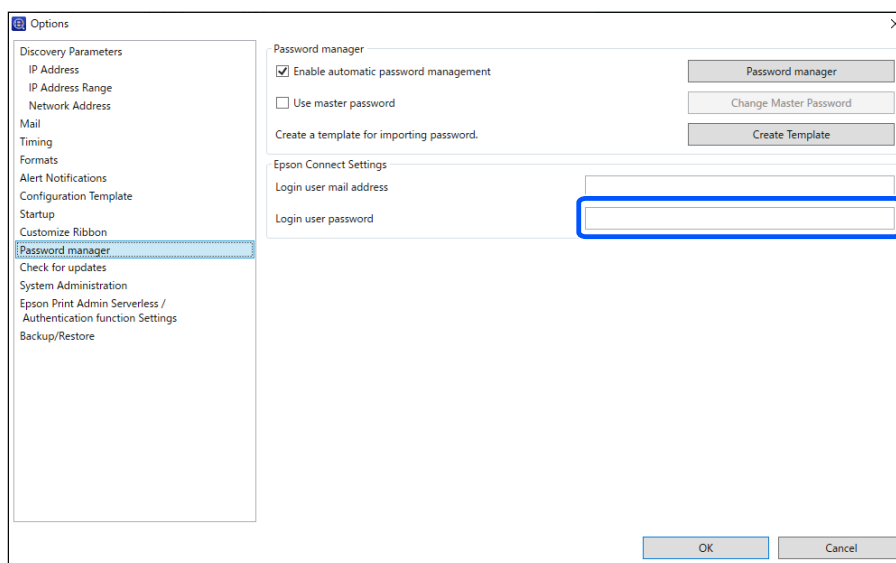 Options
Discovery Parameters
IP Address
IP Address Range
Network Address
Mail
Timing
Formats
Alert Notifications
Configuration Template
Startup
Customize Ribbon
Password manager
Check for updates
System Administration
Epson Print Admin Serverless /
Authentication function Settings
Backup/Restore
Password manager
Enable automatic password management
Password manager
Use master password
Change Master Password
Create a template for importing password.
Create Template
Epson Connect Settings
Login user mail address
Login user password
OK
Cancel